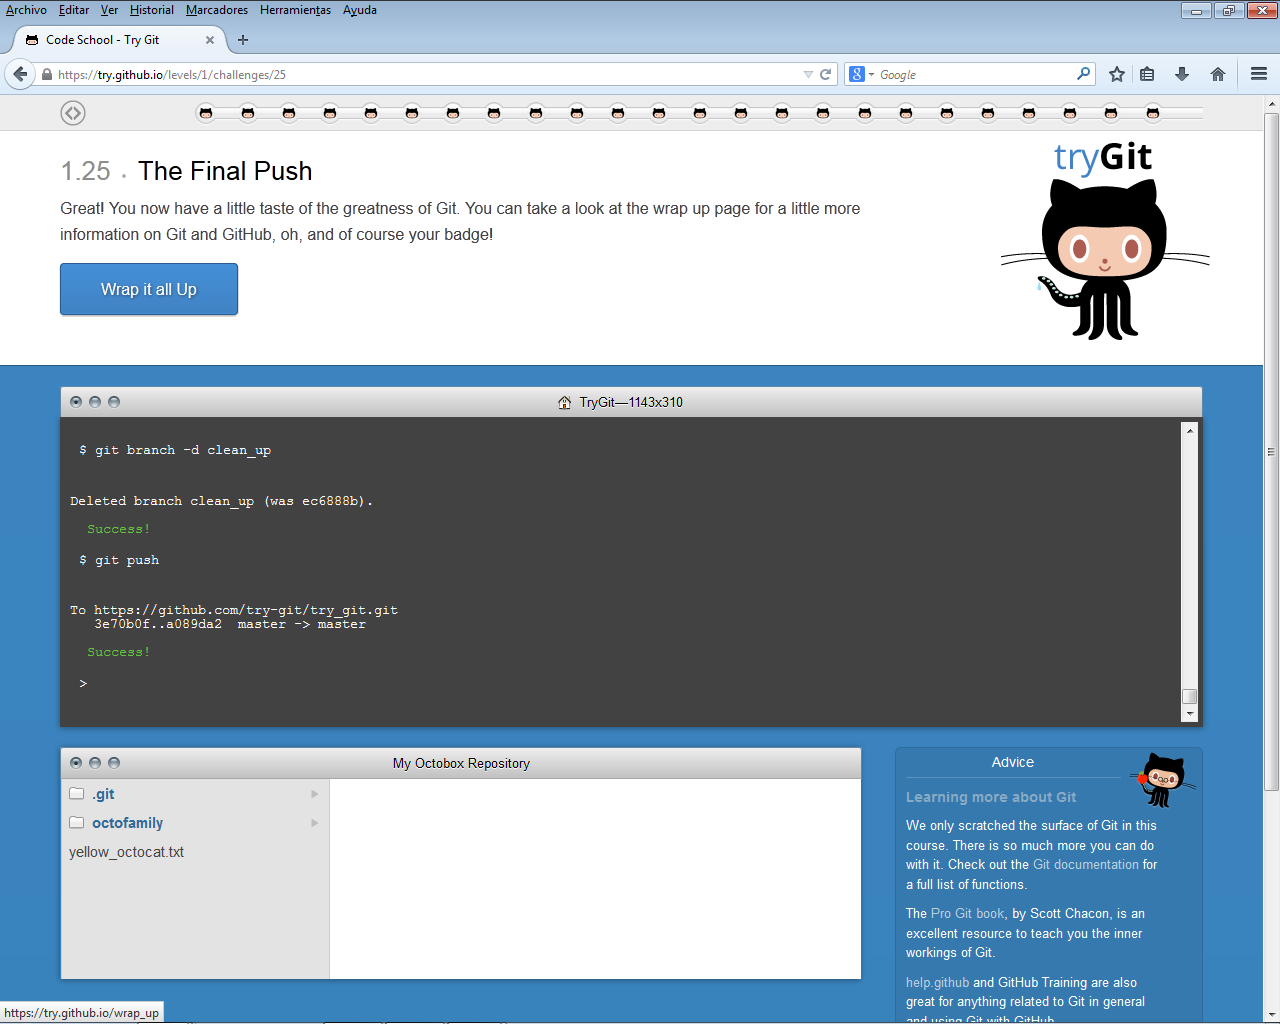 Archivo Editar Ver Historial Marcadores Herramientas Ayuda
Code School - Try Git
https://try.github.io/levels/1/challenges/25
Google
1.25 . The Final Push
tryGit
Great! You now have a little taste of the greatness of Git. You can take a look at the wrap up page for a little more
information on Git and GitHub, oh, and of course your badge!
Wrap it all Up
TryGit—1143x310
$ git branch -d clean_up
Deleted branch clean_up (was ec6888b).
Success!
$ git push
To https://github.com/try-git/try_git.git
3e70b0f..a089da2 master -> master
Success!
>
My Octobox Repository
.git
octofamily
yellow_octocat.txt
Advice
Learning more about Git
We only scratched the surface of Git in this
course. There is so much more you can do
with it. Check out the Git documentation for
a full list of functions.
The Pro Git book, by Scott Chacon, is an
excellent resource to teach you the inner
workings of Git.
help.github and GitHub Training are also
great for anything related to Git in general
and using Git with GitHub.
https://try.github.io/wrap_up